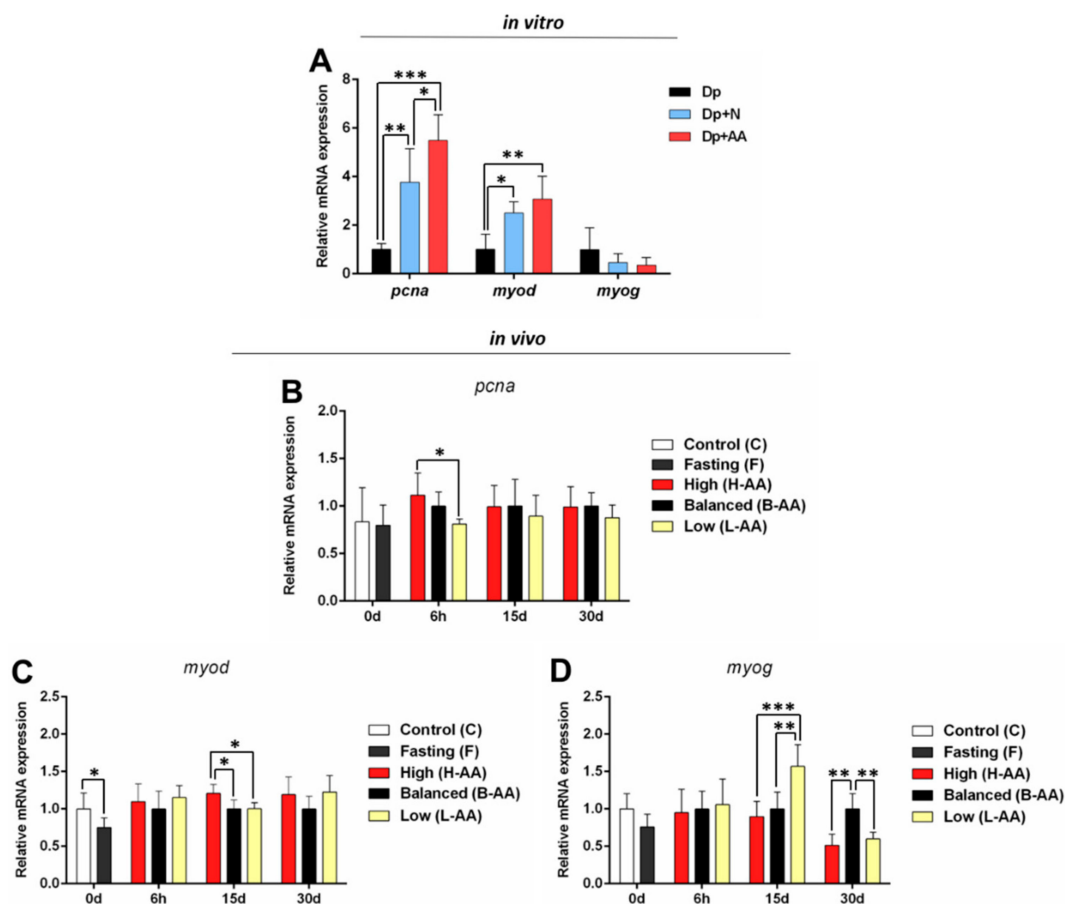 in vitro
A
Relative mRNA expression
8
6
4
2
0
***
*
**
**
*
pcna
myod
myog
Dp
Dp+N
Dp+AA
in vivo
B
pcna
Relative mRNA expression
2.0
1.5
1.0
0.5
0.0
*
0d
6h
15d
30d
Control (C)
Fasting (F)
High (H-AA)
Balanced (B-AA)
Low (L-AA)
C
myod
Relative mRNA expression
2.5
2.0
1.5
1.0
0.5
0.0
*
*
*
0d
6h
15d
30d
Control (C)
Fasting (F)
High (H-AA)
Balanced (B-AA)
Low (L-AA)
D
myog
Relative mRNA expression
2.5
2.0
1.5
1.0
0.5
0.0
***
**
** **
0d
6h
15d
30d
Control (C)
Fasting (F)
High (H-AA)
Balanced (B-AA)
Low (L-AA)